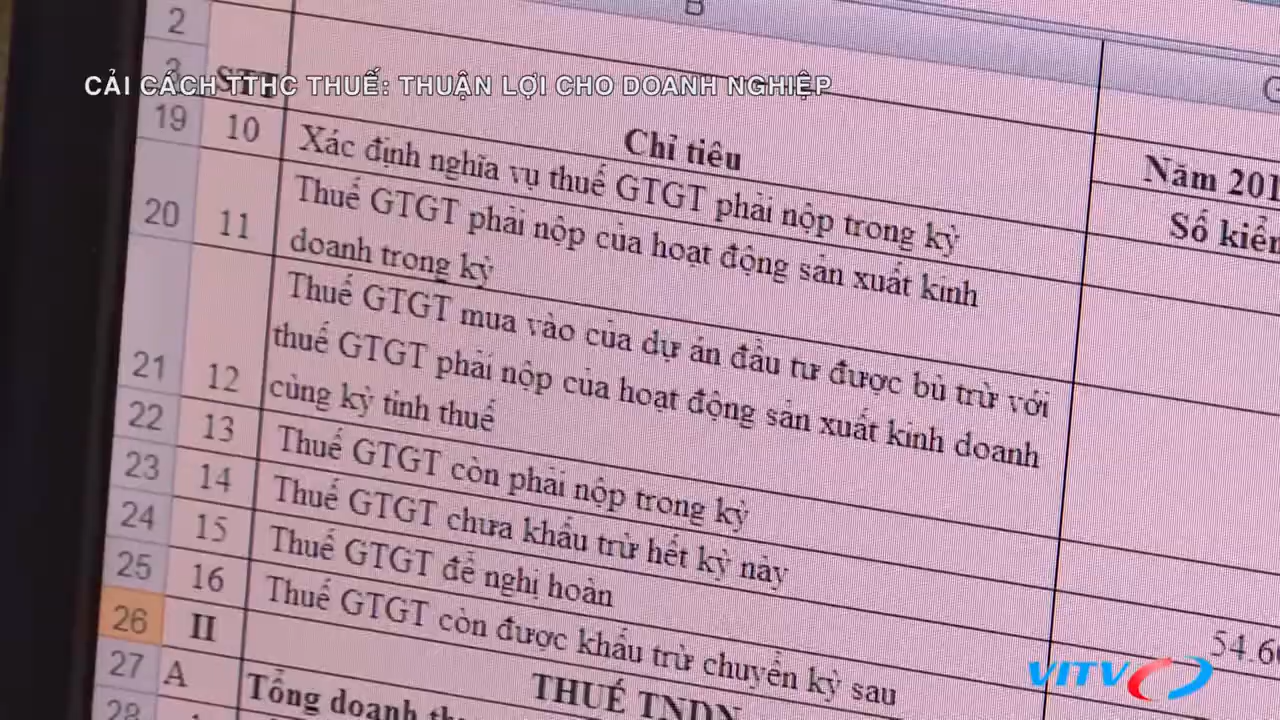 B
2
3
CẢI CÁCH TTHC THUẾ: THUẬN LỢI CHO DOANH NGHIỆP
STT
Chỉ tiêu
Năm 201
Số kiểm
19 10 Xác định nghĩa vụ thuế GTGT phải nộp trong kỳ
Thuế GTGT phải nộp của hoạt động sản xuất kinh
20 11 doanh trong kỳ
Thuế GTGT mua vào của dự án đầu tư được bù trừ với
thuế GTGT phải nộp của hoạt động sản xuất kinh doanh
21 12 cùng kỳ tính thuế
22 13 Thuế GTGT còn phải nộp trong kỳ
23 14 Thuế GTGT chưa khấu trừ hết kỳ này
24 15 Thuế GTGT đề nghị hoàn
25 16 Thuế GTGT còn được khấu trừ chuyển kỳ sau
54.6
26 II THUẾ TNDN
27 A Tổng doanh th
28
VITV